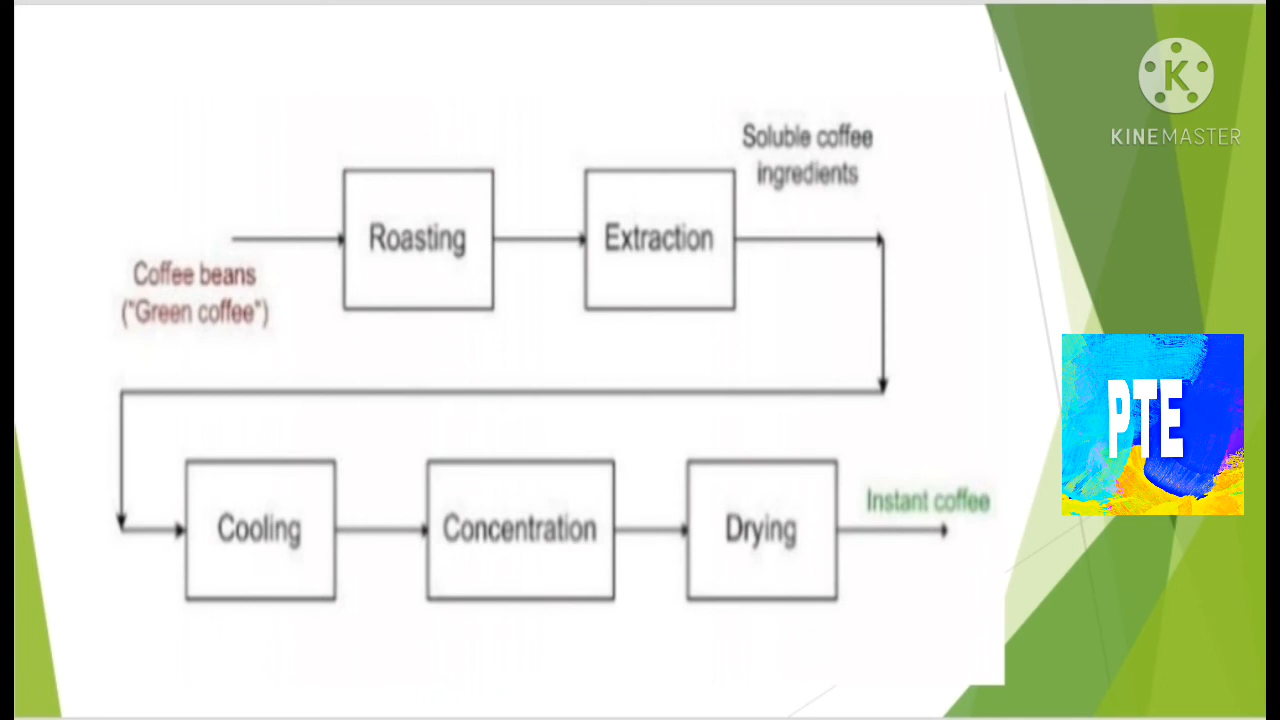 K
KINEMASTER
Soluble coffee
ingredients
Roasting
Extraction
Coffee beans
("Green coffee")
PTE
Instant coffee
Cooling
Concentration
Drying